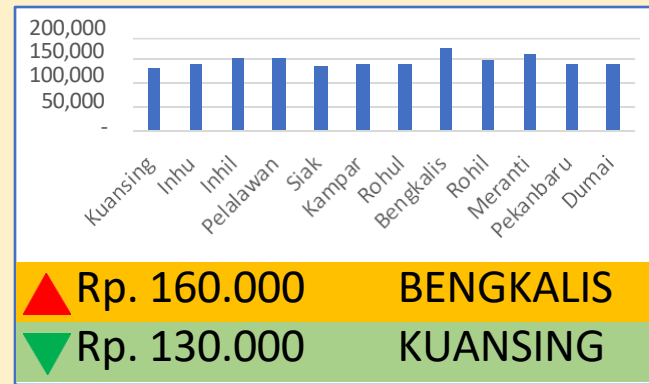 200,000
150,000
100,000
50,000
-
Kuansing
Inhu
Inhil
Pelalawan
Siak
Kampar
Rohul
Bengkalis
Rohil
Meranti
Pekanbaru
Dumai
Rp. 160.000 BENGKALIS
Rp. 130.000 KUANSING